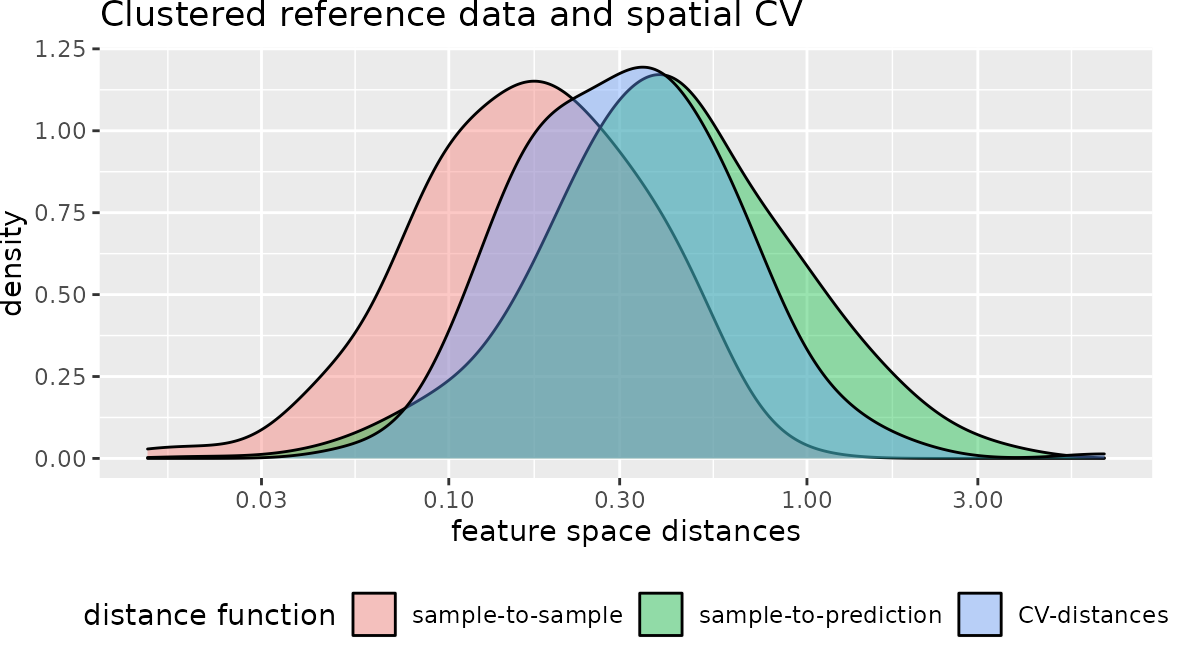 Clustered reference data and spatial CV
density
1.25
1.00
0.75
0.50
0.25
0.00
0.03 0.10 0.30 1.00 3.00
feature space distances
distance function sample-to-sample sample-to-prediction CV-distances